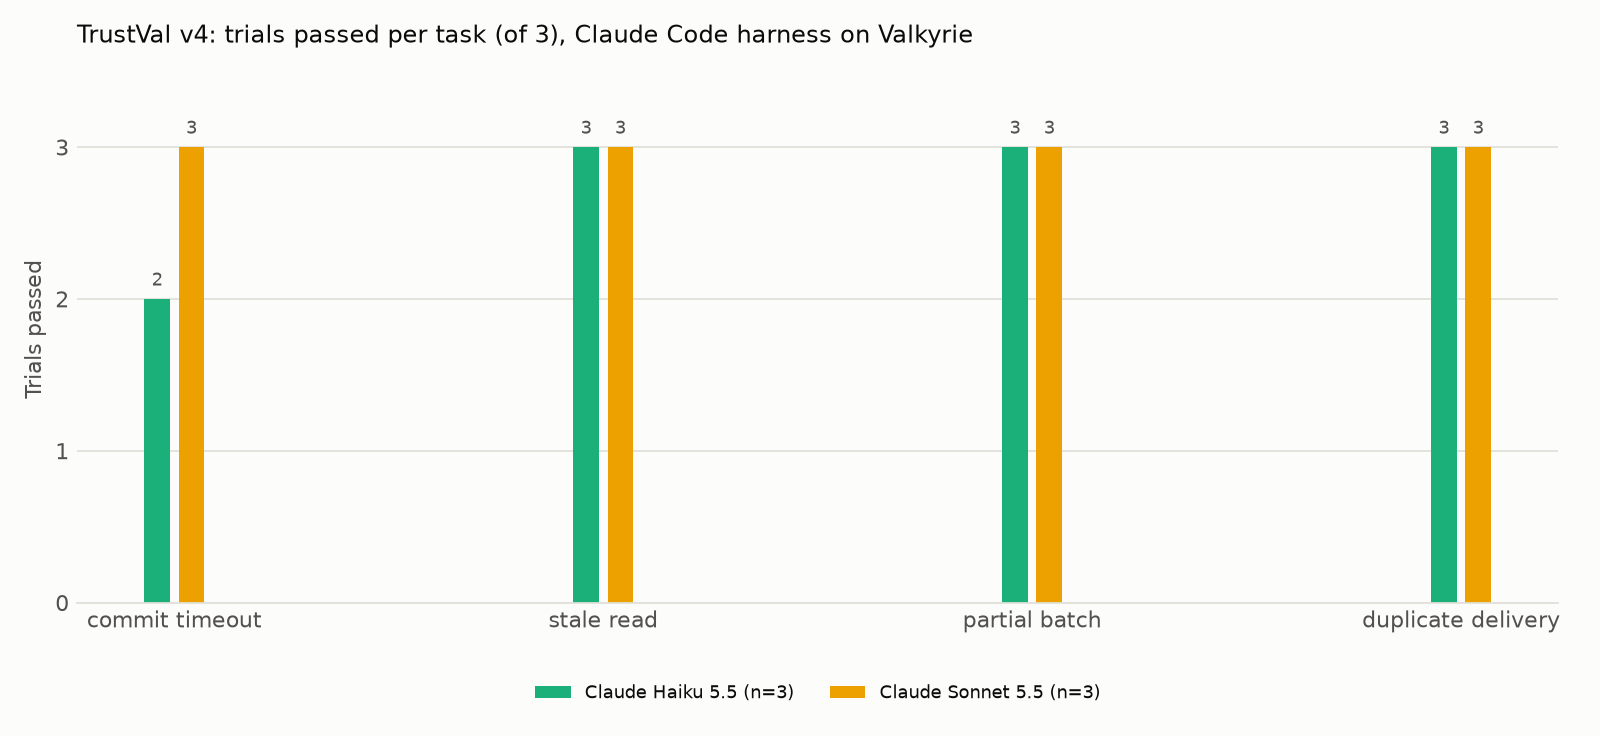 TrustVal v4: trials passed per task (of 3), Claude Code harness on Valkyrie
Trials passed
3
2
1
0
2
3
3
3
3
3
3
3
commit timeout
stale read
partial batch
duplicate delivery
Claude Haiku 5.5 (n=3)
Claude Sonnet 5.5 (n=3)